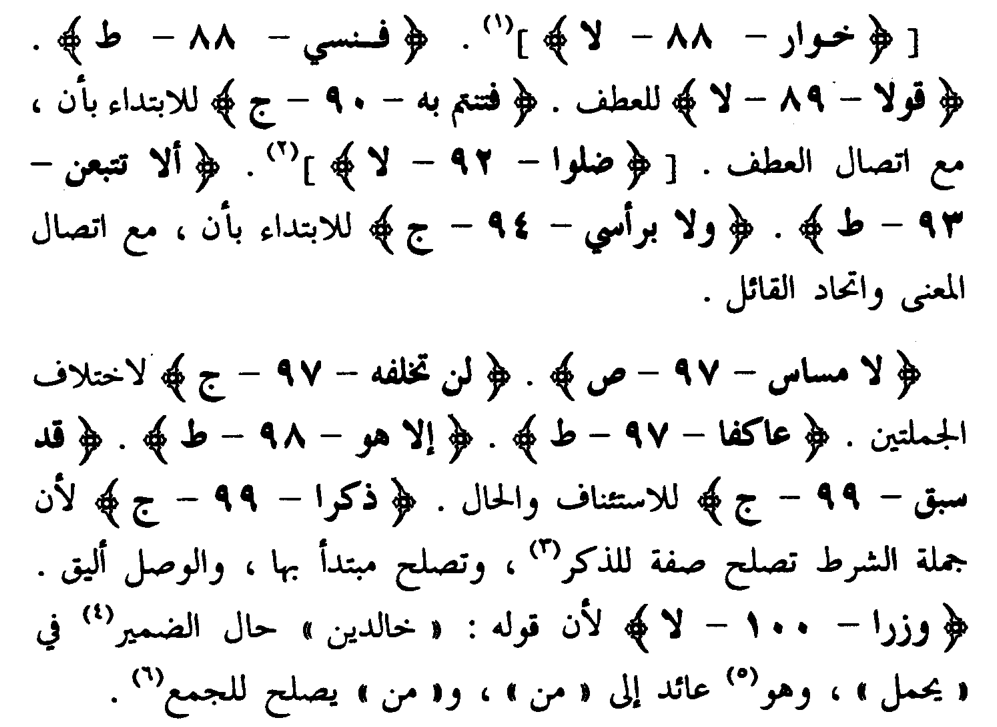 [ ﴿ خوار – ٨٨ – لا ﴾ ](١) . ﴿ فنسي – ٨٨ – ط ﴾ .
﴿ قولا – ٨٩ – لا ﴾ للعطف . ﴿ فتنتم به – ٩٠ – ج ﴾ للابتداء بأن ،
مع اتصال العطف . [ ﴿ ضلوا – ٩٢ – لا ﴾ ](٢) . ﴿ ألا تتبعن –
٩٣ – ط ﴾ . ﴿ ولا برأسي – ٩٤ – ج ﴾ للابتداء بأن ، مع اتصال
المعنى واتحاد القائل .
﴿ لا مساس – ٩٧ – ص ﴾ . ﴿ لن تخلفه – ٩٧ – ج ﴾ لاختلاف
الجملتين . ﴿ عاكفا – ٩٧ – ط ﴾ . ﴿ إلا هو – ٩٨ – ط ﴾ . ﴿ قد
سبق – ٩٩ – ج ﴾ للاستئناف والحال . ﴿ ذكرا – ٩٩ – ج ﴾ لأن
جملة الشرط تصلح صفة للذكر(٣) ، وتصلح مبتدأ بها ، والوصل أليق .
﴿ وزرا – ١٠٠ – لا ﴾ لأن قوله : « خالدين » حال الضمير(٤) في
« يحمل » ، وهو(٥) عائد إلى « من » ، و« من » يصلح للجمع(٦) .